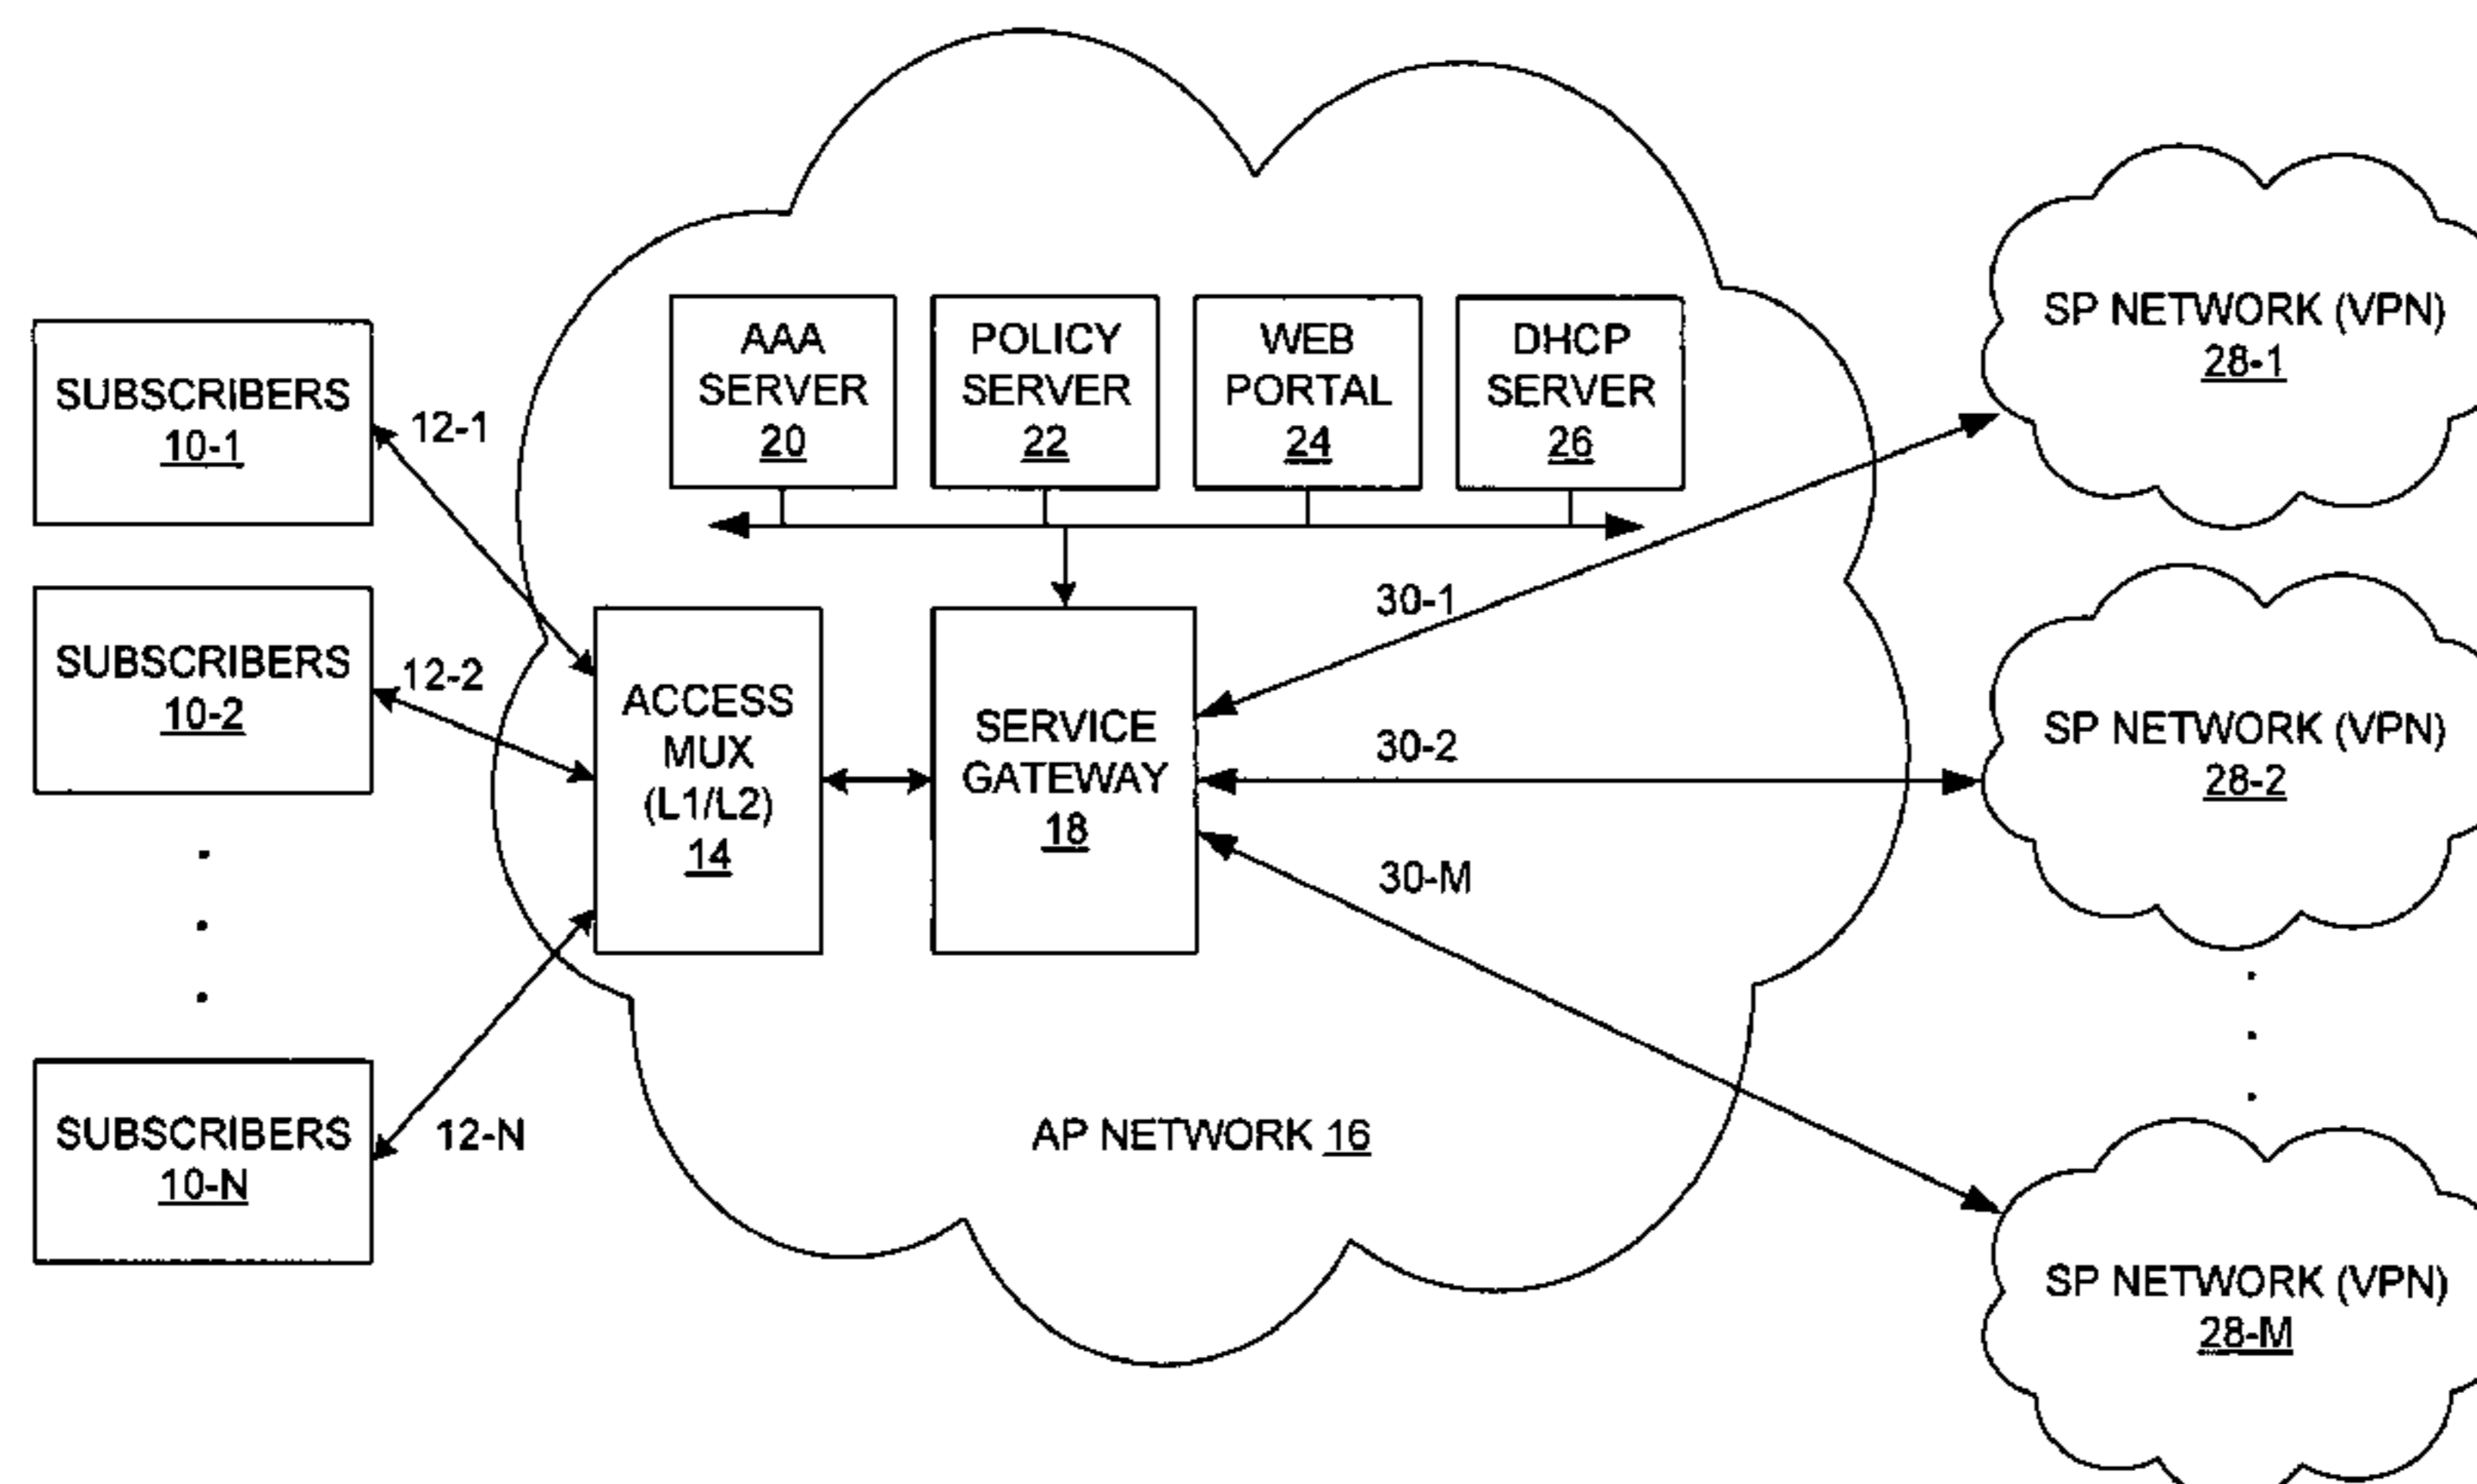 SUBSCRIBERS
10-1
12-1
SUBSCRIBERS
10-2
12-2
SUBSCRIBERS
10-N
12-N
AAA
SERVER
20
POLICY
SERVER
22
WEB
PORTAL
24
DHCP
SERVER
26
ACCESS
MUX
(L1/L2)
14
SERVICE
GATEWAY
18
30-1
30-2
30-M
AP NETWORK 16
SP NETWORK (VPN)
28-1
SP NETWORK (VPN)
28-2
SP NETWORK (VPN)
28-M